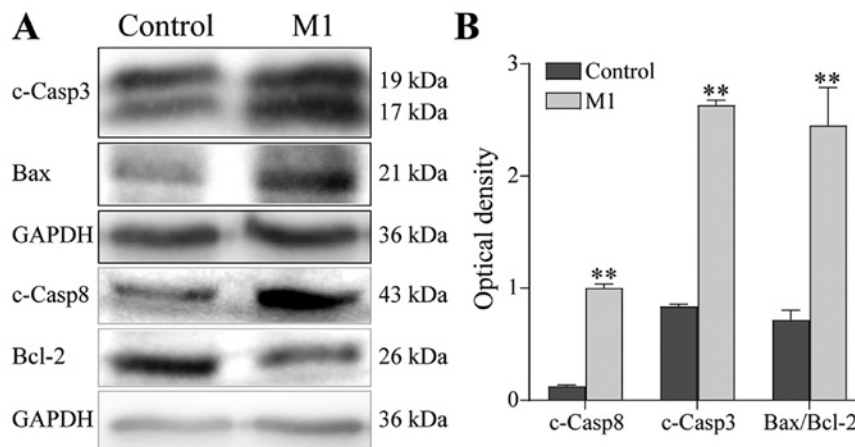 A
Control M1
c-Casp3
19 kDa
17 kDa
Bax 21 kDa
GAPDH 36 kDa
c-Casp8 43 kDa
Bcl-2 26 kDa
GAPDH 36 kDa
B
Control
M1
Optical density
3
2
1
0
**
**
**
c-Casp8 c-Casp3 Bax/Bcl-2